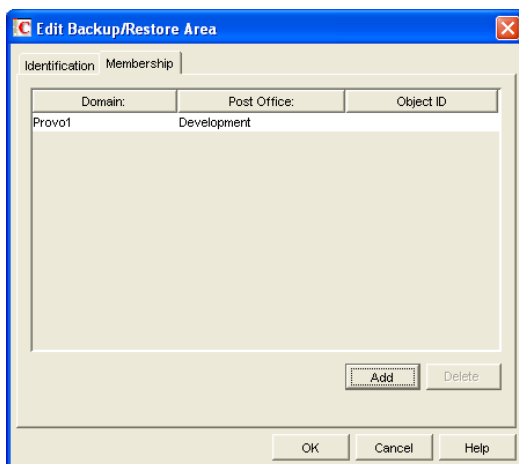 C Edit Backup/Restore Area
Identification Membership
Domain: Post Office: Object ID
Provo1 Development
Add Delete
OK Cancel Help